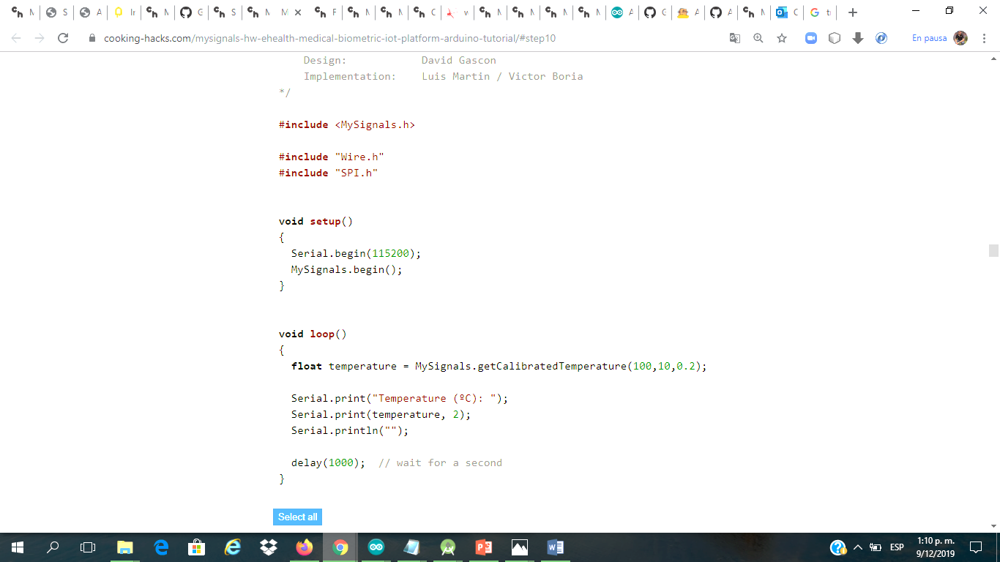 M
S
A
Ir
M
G
S
M
M
F
M
M
C
w
M
M
M
M
A
G
A
A
M
C
ti
cooking-hacks.com/mysignals-hw-ehealth-medical-biometric-iot-platform-arduino-tutorial/#step10
En pausa
Design: David Gascon
Implementation: Luis Martin / Victor Boria
*/
#include <MySignals.h>
#include "Wire.h"
#include "SPI.h"
void setup()
{
Serial.begin(115200);
MySignals.begin();
}
void loop()
{
float temperature = MySignals.getCalibratedTemperature(100,10,0.2);
Serial.print("Temperature (ºC): ");
Serial.print(temperature, 2);
Serial.println("");
delay(1000);  // wait for a second
}
Select all
ESP
1:10 p. m.
9/12/2019